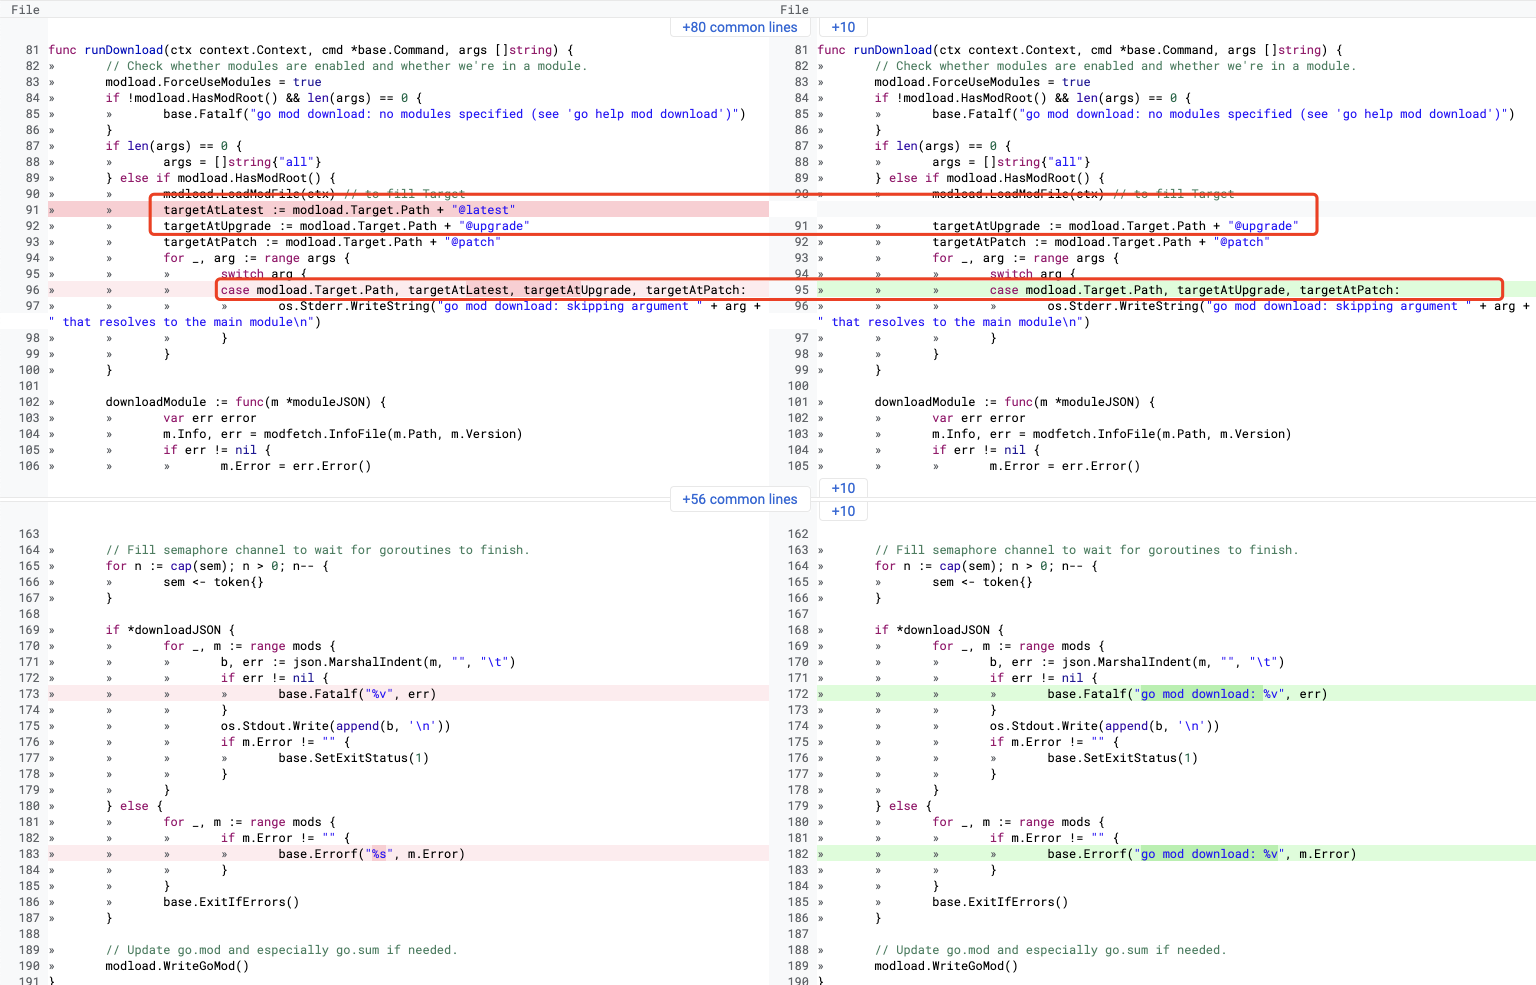 File
+80 common lines
81 func runDownload(ctx context.Context, cmd *base.Command, args []string) {
82 » // Check whether modules are enabled and whether we're in a module.
83 » modload.ForceUseModules = true
84 » if !modload.HasModRoot() && len(args) == 0 {
85 » » base.Fatalf("go mod download: no modules specified (see 'go help mod download')")
86 » }
87 » if len(args) == 0 {
88 » » args = []string{"all"}
89 » } else if modload.HasModRoot() {
90 » » modload.LoadModFile(ctx) // to fill Target
91 » » targetAtLatest := modload.Target.Path + "@latest"
92 » » targetAtUpgrade := modload.Target.Path + "@upgrade"
93 » » targetAtPatch := modload.Target.Path + "@patch"
94 » » for _, arg := range args {
95 » » » switch arg {
96 » » » case modload.Target.Path, targetAtLatest, targetAtUpgrade, targetAtPatch:
97 » » » » os.Stderr.WriteString("go mod download: skipping argument " + arg +
" that resolves to the main module\n")
98 » » » }
99 » » }
100 » }
101
102 » downloadModule := func(m *moduleJSON) {
103 » » var err error
104 » » m.Info, err = modfetch.InfoFile(m.Path, m.Version)
105 » » if err != nil {
106 » » » m.Error = err.Error()
+56 common lines
163
164 » // Fill semaphore channel to wait for goroutines to finish.
165 » for n := cap(sem); n > 0; n-- {
166 » » sem <- token{}
167 » }
168
169 » if *downloadJSON {
170 » » for _, m := range mods {
171 » » » b, err := json.MarshalIndent(m, "", "\t")
172 » » » if err != nil {
173 » » » » base.Fatalf("%v", err)
174 » » » }
175 » » » os.Stdout.Write(append(b, '\n'))
176 » » » if m.Error != "" {
177 » » » » base.SetExitStatus(1)
178 » » » }
179 » » }
180 » } else {
181 » » for _, m := range mods {
182 » » » if m.Error != "" {
183 » » » » base.Errorf("%s", m.Error)
184 » » » }
185 » » }
186 » » base.ExitIfErrors()
187 » }
188
189 » // Update go.mod and especially go.sum if needed.
190 » modload.WriteGoMod()
191 }
File
+10
81 func runDownload(ctx context.Context, cmd *base.Command, args []string) {
82 » // Check whether modules are enabled and whether we're in a module.
83 » modload.ForceUseModules = true
84 » if !modload.HasModRoot() && len(args) == 0 {
85 » » base.Fatalf("go mod download: no modules specified (see 'go help mod download')")
86 » }
87 » if len(args) == 0 {
88 » » args = []string{"all"}
89 » } else if modload.HasModRoot() {
90 » » modload.LoadModFile(ctx) // to fill Target
91 » » targetAtUpgrade := modload.Target.Path + "@upgrade"
92 » » targetAtPatch := modload.Target.Path + "@patch"
93 » » for _, arg := range args {
94 » » » switch arg {
95 » » » case modload.Target.Path, targetAtUpgrade, targetAtPatch:
96 » » » » os.Stderr.WriteString("go mod download: skipping argument " + arg +
" that resolves to the main module\n")
97 » » » }
98 » » }
99 » }
100
101 » downloadModule := func(m *moduleJSON) {
102 » » var err error
103 » » m.Info, err = modfetch.InfoFile(m.Path, m.Version)
104 » » if err != nil {
105 » » » m.Error = err.Error()
+10
+10
162
163 » // Fill semaphore channel to wait for goroutines to finish.
164 » for n := cap(sem); n > 0; n-- {
165 » » sem <- token{}
166 » }
167
168 » if *downloadJSON {
169 » » for _, m := range mods {
170 » » » b, err := json.MarshalIndent(m, "", "\t")
171 » » » if err != nil {
172 » » » » base.Fatalf("go mod download: %v", err)
173 » » » }
174 » » » os.Stdout.Write(append(b, '\n'))
175 » » » if m.Error != "" {
176 » » » » base.SetExitStatus(1)
177 » » » }
178 » » }
179 » } else {
180 » » for _, m := range mods {
181 » » » if m.Error != "" {
182 » » » » base.Errorf("go mod download: %v", m.Error)
183 » » » }
184 » » }
185 » » base.ExitIfErrors()
186 » }
187
188 » // Update go.mod and especially go.sum if needed.
189 » modload.WriteGoMod()
190 }